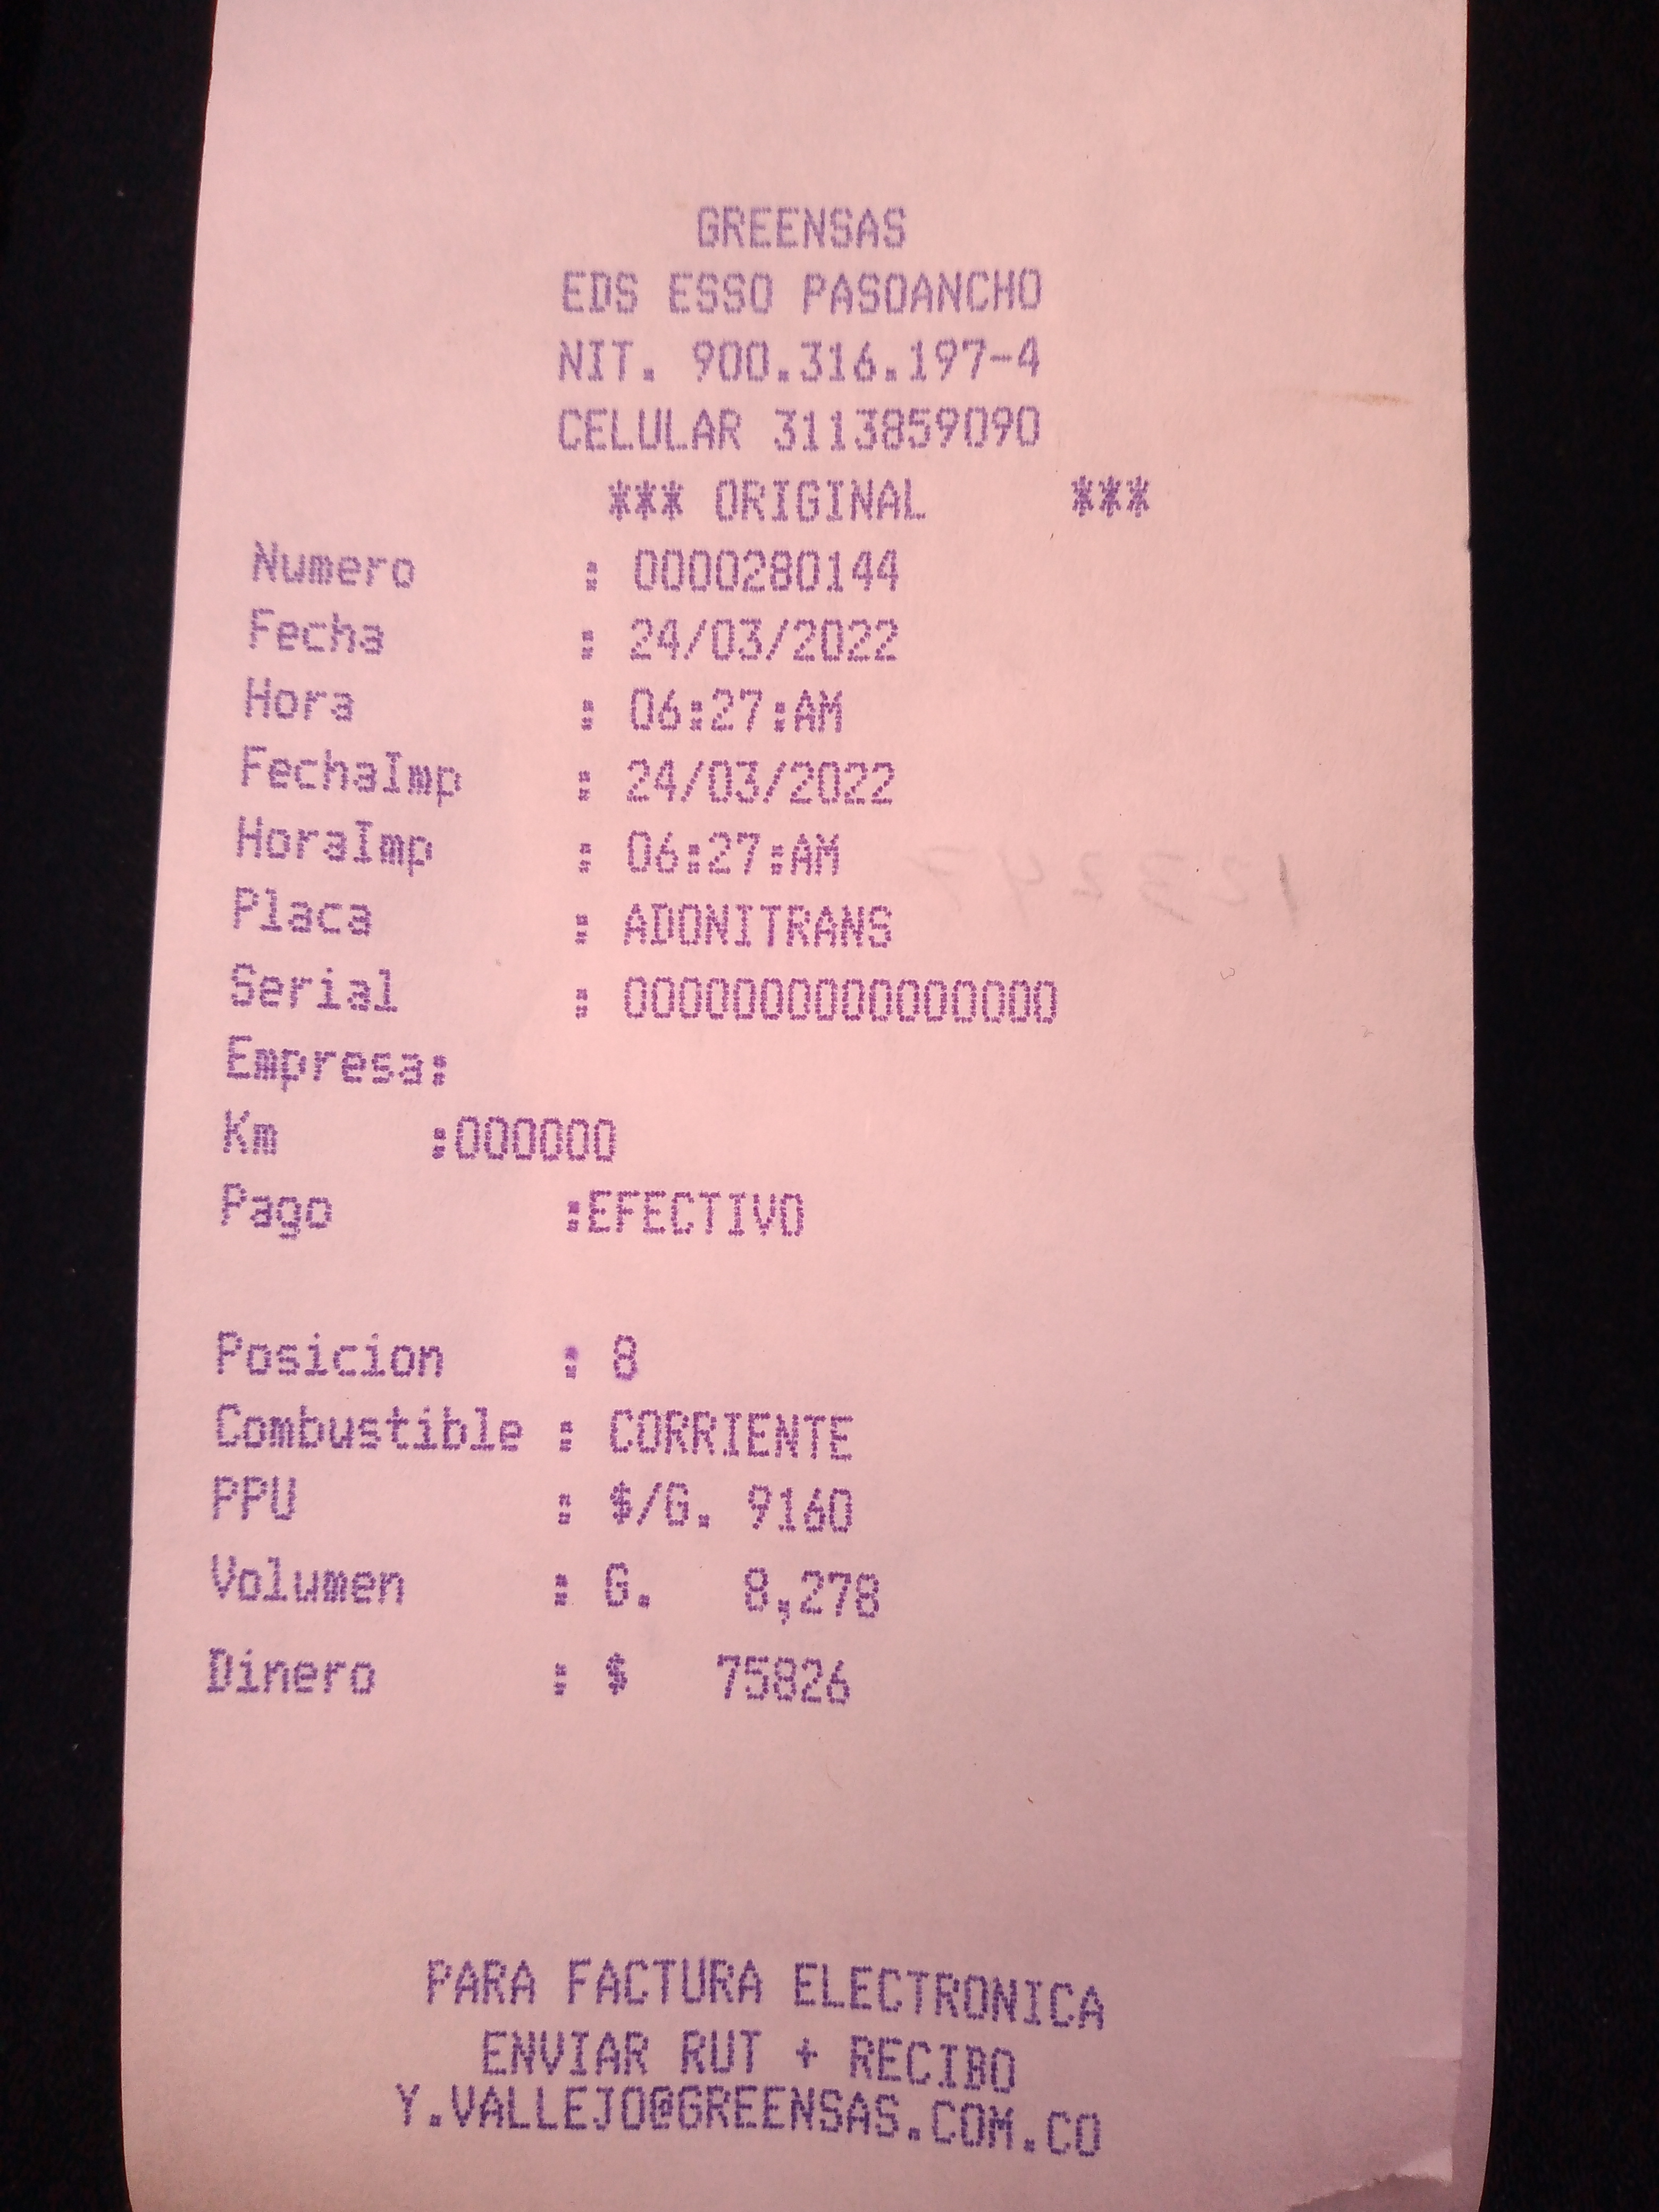 GREENSAS
EDS ESSO PASOANCHO
NIT. 900.316.197-4
CELULAR 3113859090
*** ORIGINAL ***
Numero : 0000280144
Fecha : 24/03/2022
Hora : 06:27:AM
FechaImp : 24/03/2022
HoraImp : 06:27:AM
Placa : ADONITRANS
Serial : 0000000000000000
Empresa:
Km :000000
Pago :EFECTIVO
Posicion : 8
Combustible : CORRIENTE
PPU : $/G. 9160
Volumen : G. 8,278
Dinero : $ 75826
PARA FACTURA ELECTRONICA
ENVIAR RUT + RECIBO
Y.VALLEJO@GREENSAS.COM.CO